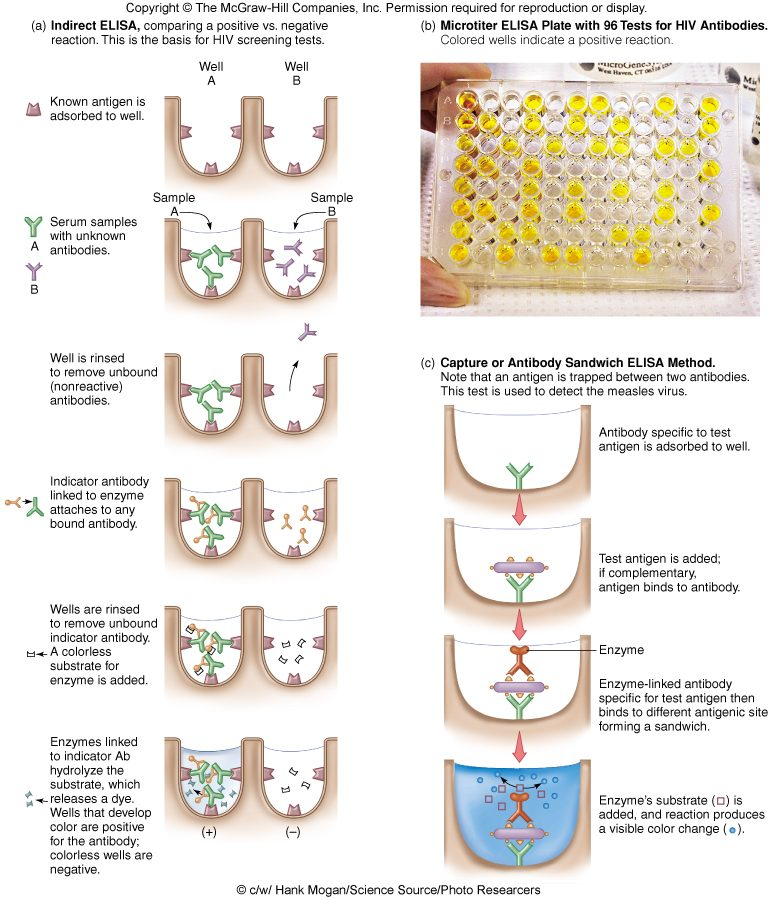 Copyright © The McGraw-Hill Companies, Inc. Permission required for reproduction or display.
(a) Indirect ELISA, comparing a positive vs. negative
reaction. This is the basis for HIV screening tests.
Well
A
Well
B
Known antigen is
adsorbed to well.
Sample
A
Sample
B
A
B
Serum samples
with unknown
antibodies.
Well is rinsed
to remove unbound
(nonreactive)
antibodies.
Indicator antibody
linked to enzyme
attaches to any
bound antibody.
Wells are rinsed
to remove unbound
indicator antibody.
A colorless
substrate for
enzyme is added.
Enzymes linked
to indicator Ab
hydrolyze the
substrate, which
releases a dye.
Wells that develop
color are positive
for the antibody;
colorless wells are
negative.
(+)
(–)
(b) Microtiter ELISA Plate with 96 Tests for HIV Antibodies.
Colored wells indicate a positive reaction.
West Haven, CT
A
B
(c) Capture or Antibody Sandwich ELISA Method.
Note that an antigen is trapped between two antibodies.
This test is used to detect the measles virus.
Antibody specific to test
antigen is adsorbed to well.
Test antigen is added;
if complementary,
antigen binds to antibody.
Enzyme
Enzyme-linked antibody
specific for test antigen then
binds to different antigenic site
forming a sandwich.
Enzyme's substrate (□) is
added, and reaction produces
a visible color change (●).
© c/w/ Hank Mogan/Science Source/Photo Researcers